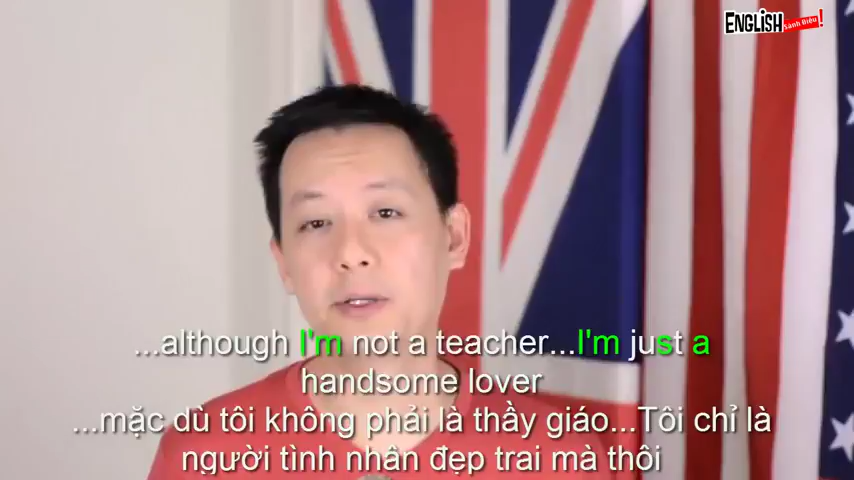 ENGLISH Sành Điệu!
...although I'm not a teacher...I'm just a
handsome lover
...mặc dù tôi không phải là thầy giáo...Tôi chỉ là
người tình nhân đẹp trai mà thôi